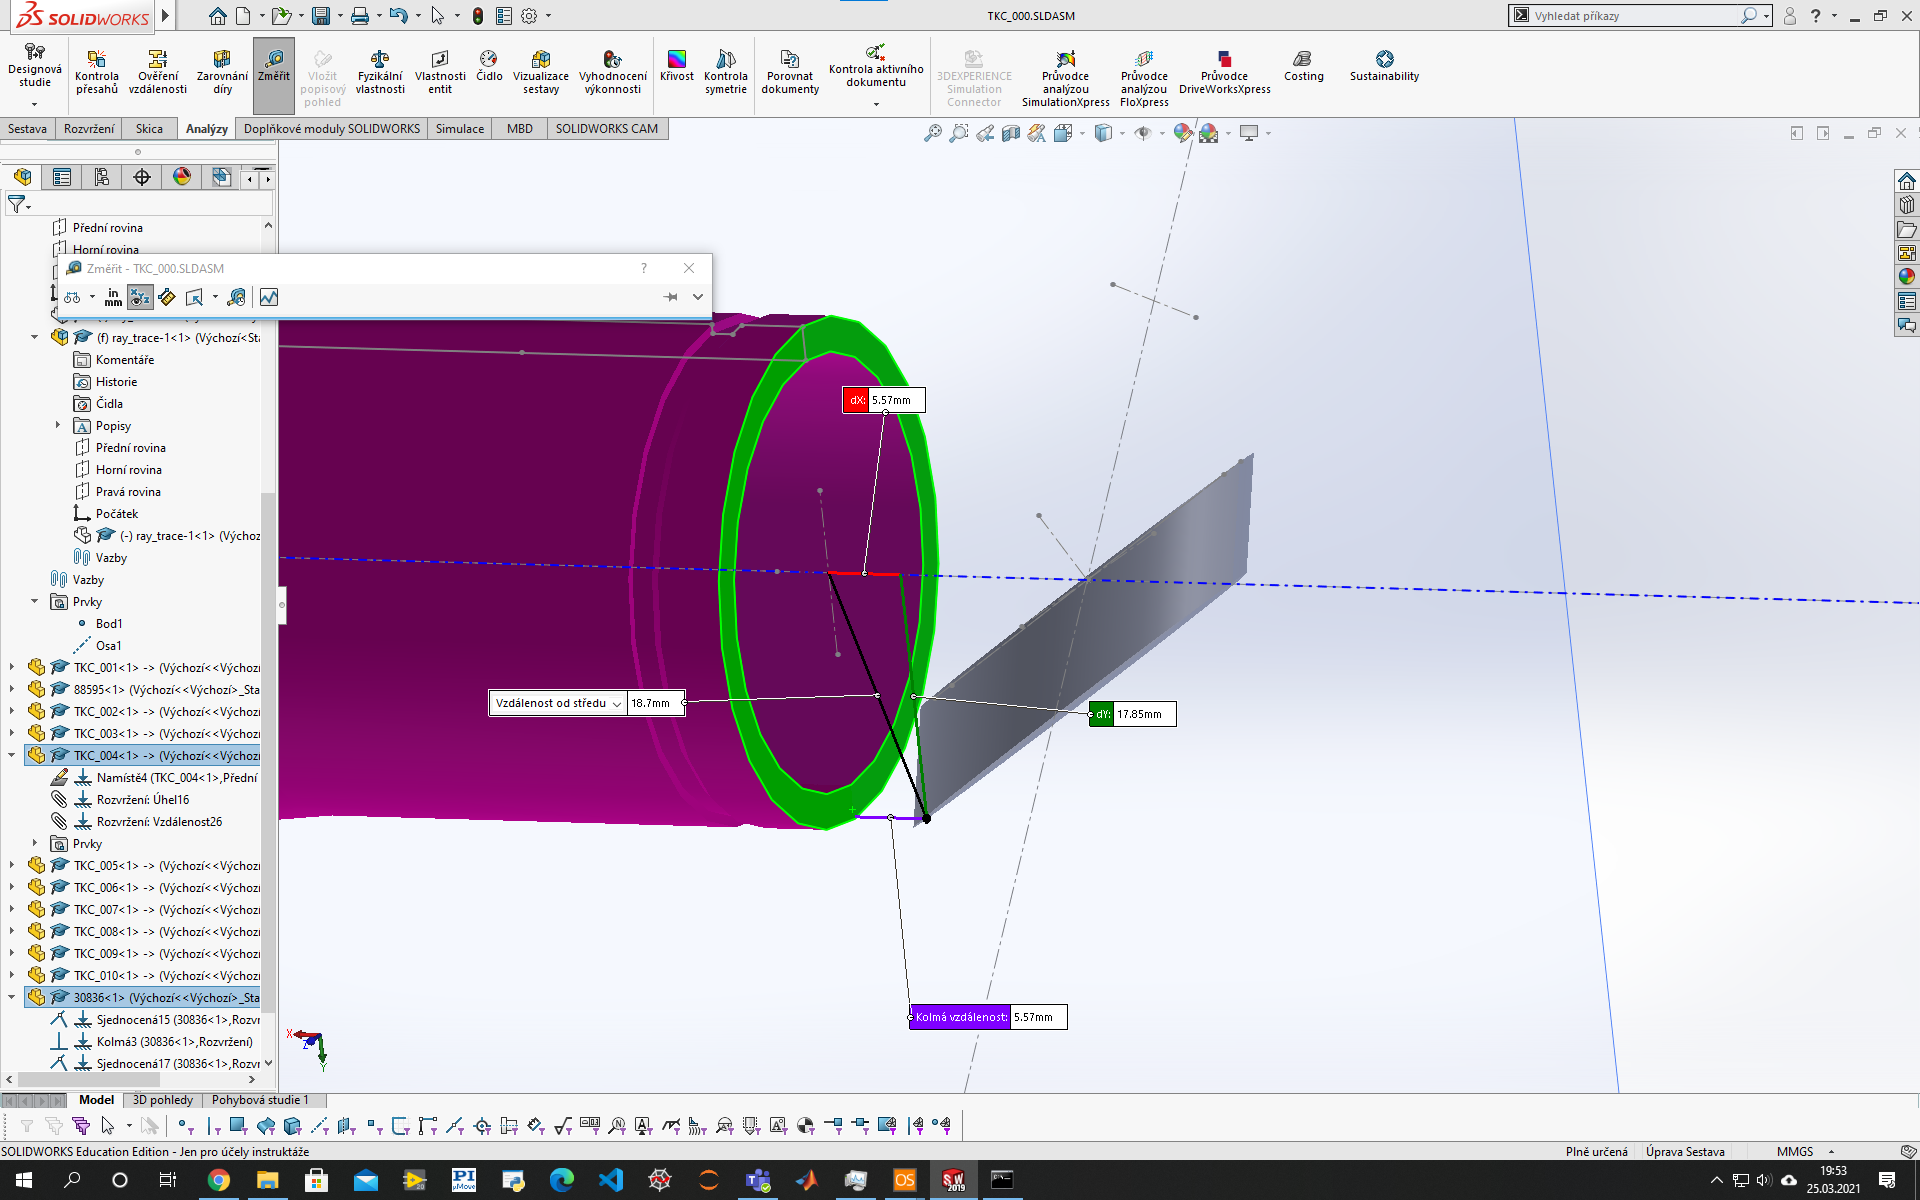 SOLIDWORKS
TKC_000.SLDASM
Vyhledat příkazy
Designová studie
Kontrola přesahů
Ověření vzdálenosti
Zarovnání díry
Změřit
Vložit popisový pohled
Fyzikální vlastnosti
Vlastnosti entit
Čidlo
Vizualizace sestavy
Vyhodnocení výkonnosti
Křivost
Kontrola symetrie
Porovnat dokumenty
Kontrola aktivního dokumentu
3DEXPERIENCE Simulation Connector
Průvodce analýzou SimulationXpress
Průvodce analýzou FloXpress
Průvodce DriveWorksXpress
Costing
Sustainability
Sestava
Rozvržení
Skica
Analýzy
Doplňkové moduly SOLIDWORKS
Simulace
MBD
SOLIDWORKS CAM
Přední rovina
Horní rovina
Změřit - TKC_000.SLDASM
?
in
mm
(f) ray_trace-1<1> (Výchozí<Sta
Komentáře
Historie
Čidla
Popisy
Přední rovina
Horní rovina
Pravá rovina
Počátek
(-) ray_trace-1<1> (Výchoz
Vazby
Vazby
Prvky
Bod1
Osa1
TKC_001<1> -> (Výchozí<<Výchozí
88595<1> (Výchozí<<Výchozí>_Sta
TKC_002<1> -> (Výchozí<<Výchozí
TKC_003<1> -> (Výchozí<<Výchozí
TKC_004<1> -> (Výchozí<<Výchozí
Namístě4 (TKC_004<1>,Přední
Rozvržení: Úhel16
Rozvržení: Vzdálenost26
Prvky
TKC_005<1> -> (Výchozí<<Výchozí
TKC_006<1> -> (Výchozí<<Výchozí
TKC_007<1> -> (Výchozí<<Výchozí
TKC_008<1> -> (Výchozí<<Výchozí
TKC_009<1> -> (Výchozí<<Výchozí
TKC_010<1> -> (Výchozí<<Výchozí
30836<1> (Výchozí<<Výchozí>_Sta
Sjednocená15 (30836<1>,Rozvr
Kolmá3 (30836<1>,Rozvržení)
Sjednocená17 (30836<1>,Rozvr
dX: 5.57mm
Vzdálenost od středu 18.7mm
dY: 17.85mm
Kolmá vzdálenost: 5.57mm
X
Z
Y
Model
3D pohledy
Pohybová studie 1
SOLIDWORKS Education Edition - Jen pro účely instruktáže
Plně určená
Úprava Sestava
MMGS
PI
µMove
OS
SW
2019
19:53
25.03.2021